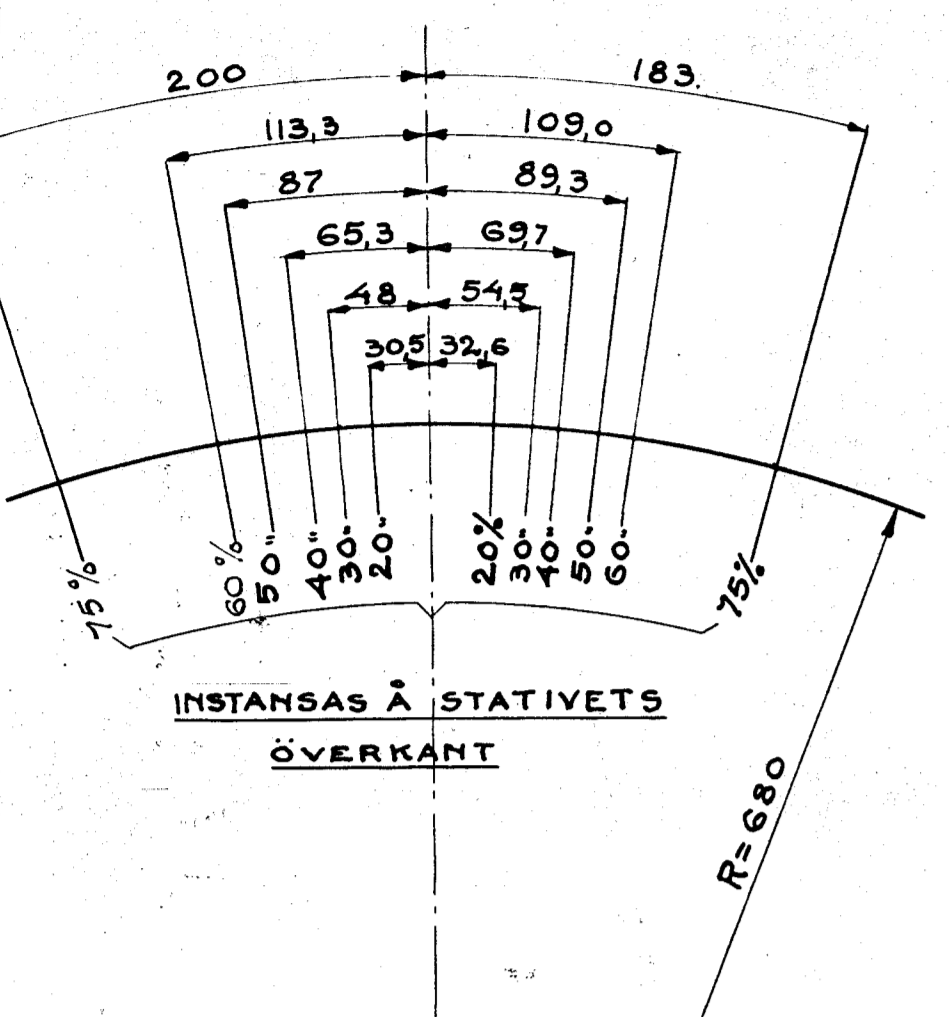 200 183.
113,3 109,0
87 89,3
65,3 69,7
48 54,5
30,5 32,6
75% 60% 50" 40" 30" 20" 20% 30" 40" 50" 60" 75%
INSTANSAS Å STATIVETS
ÖVERKANT
R=680